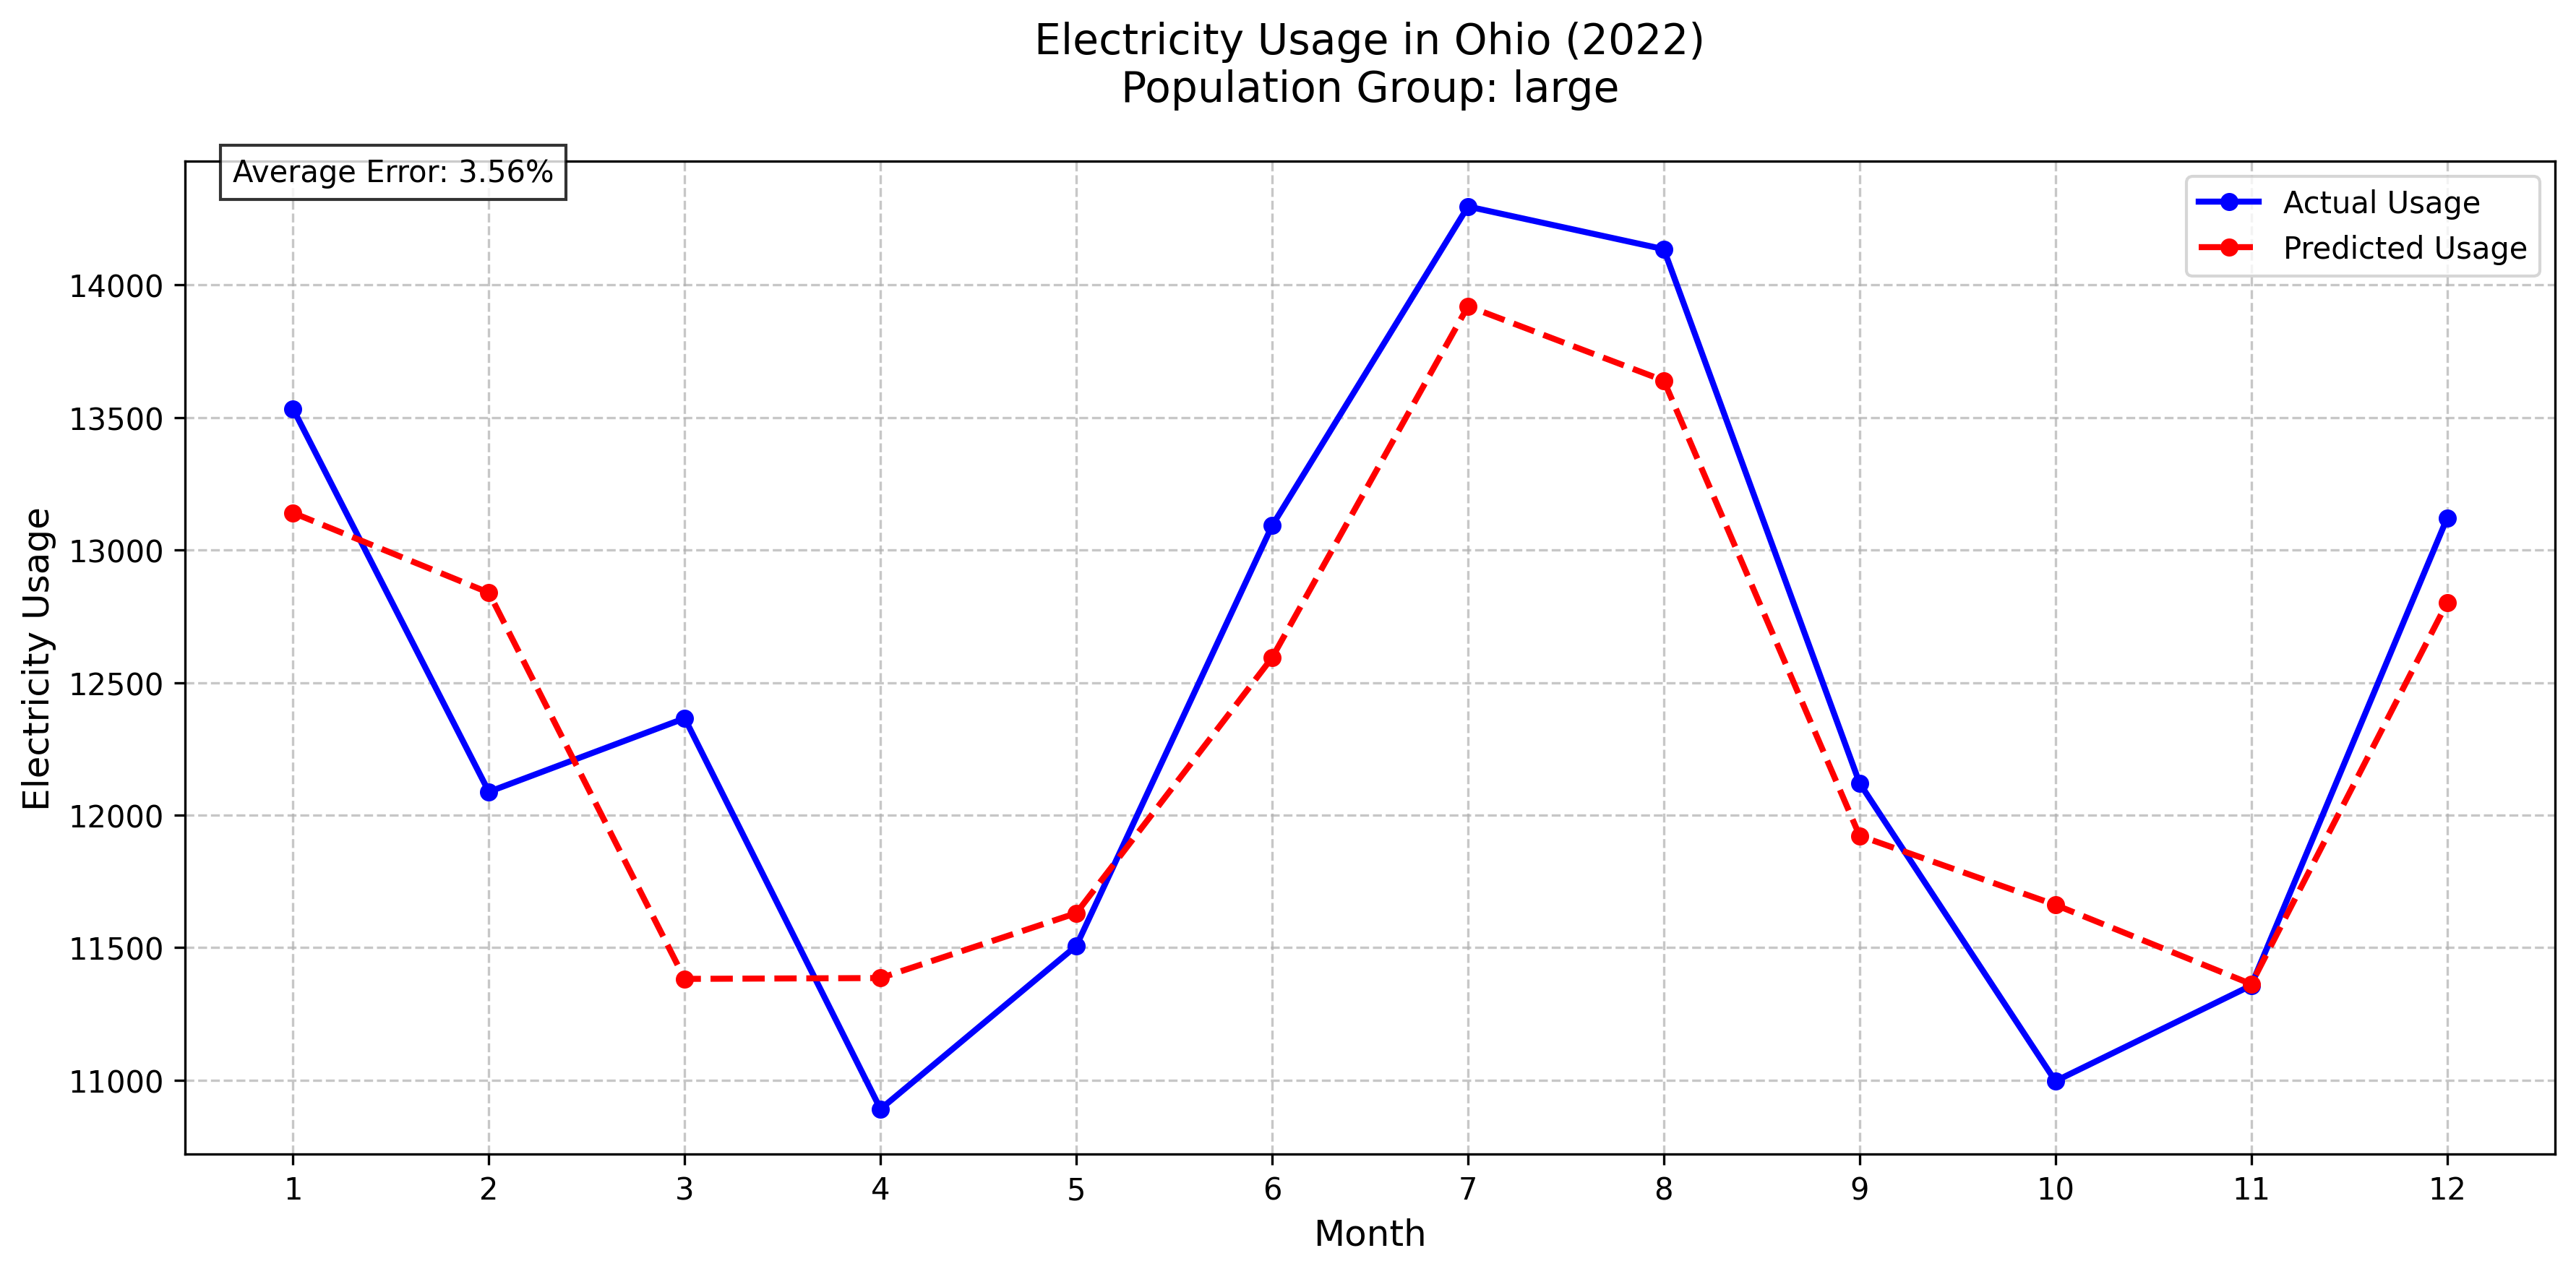 Electricity Usage in Ohio (2022)
Population Group: large
Average Error: 3.56%
Actual Usage
Predicted Usage
Electricity Usage
14000
13500
13000
12500
12000
11500
11000
1 2 3 4 5 6 7 8 9 10 11 12
Month